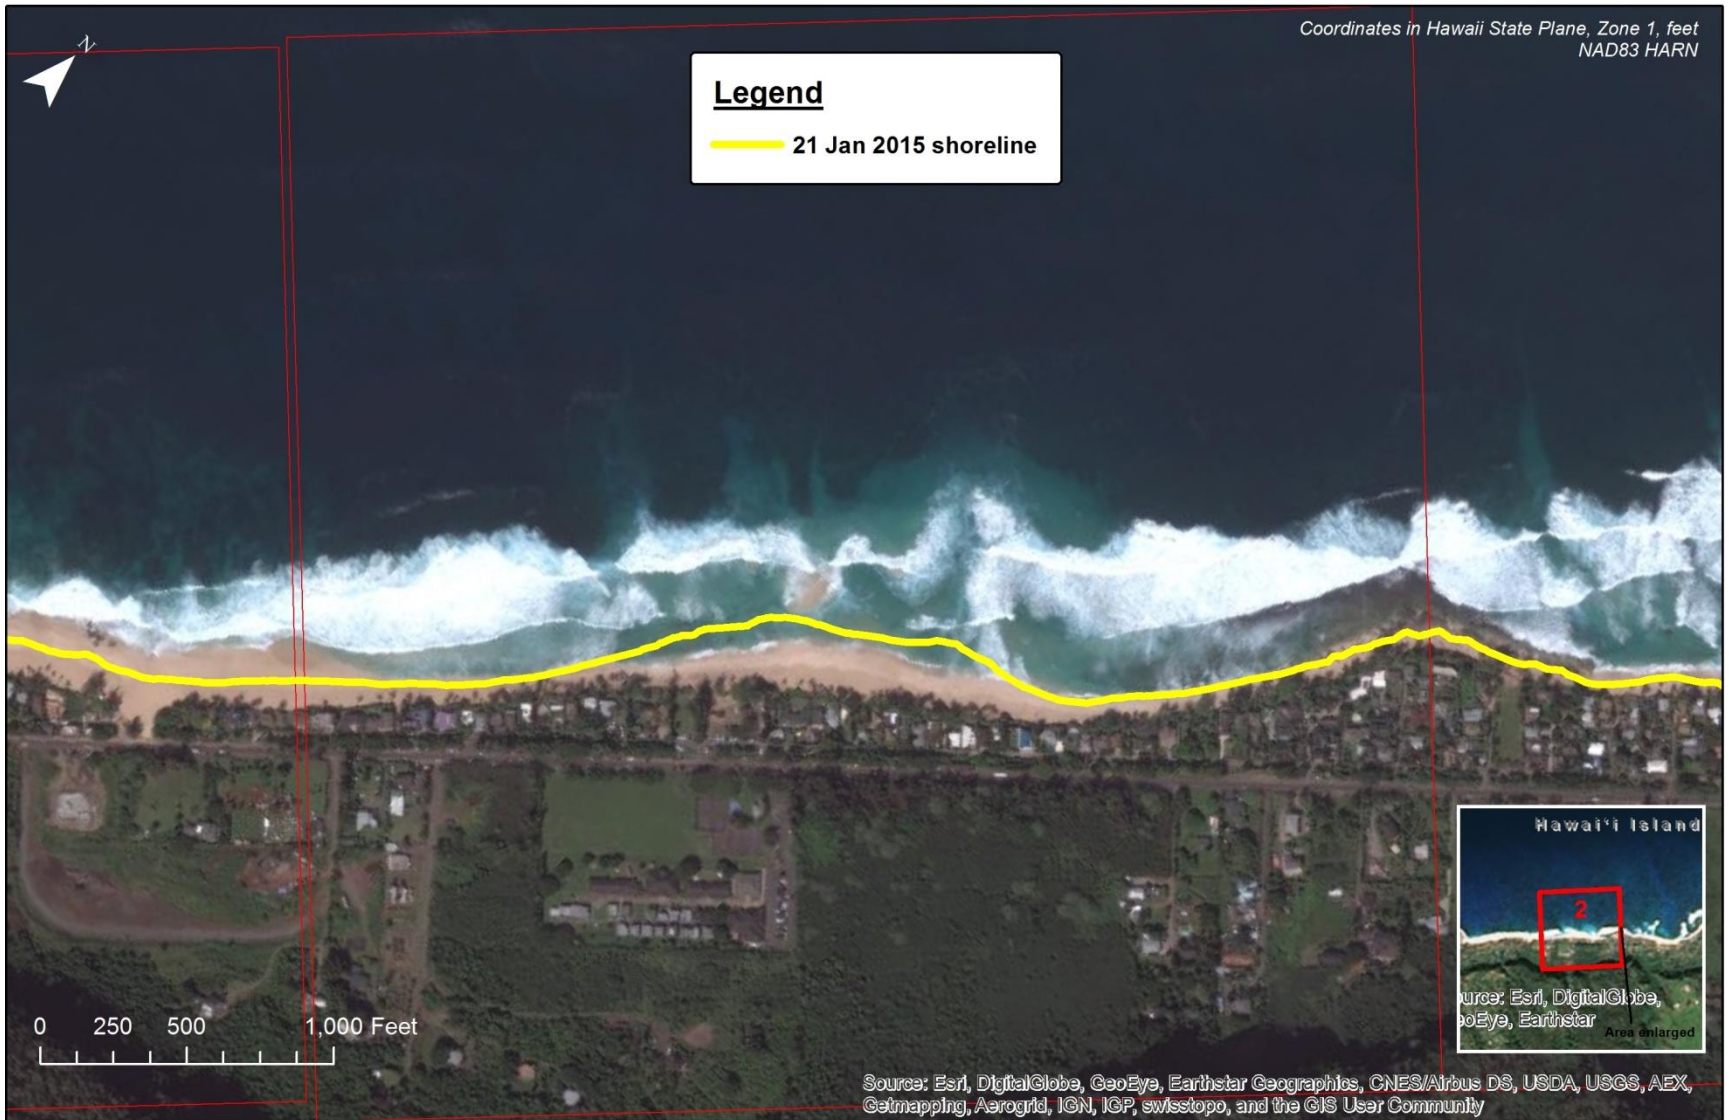 Coordinates in Hawaii State Plane, Zone 1, feet
NAD83 HARN
N
Legend
21 Jan 2015 shoreline
Hawai'i Island
2
ource: Esri, DigitalGlobe,
eoEye, Earthstar
Area enlarged
0 250 500 1,000 Feet
Source: Esri, DigitalGlobe, GeoEye, Earthstar Geographics, CNES/Airbus DS, USDA, USGS, AEX,
Getmapping, Aerogrid, IGN, IGP, swisstopo, and the GIS User Community